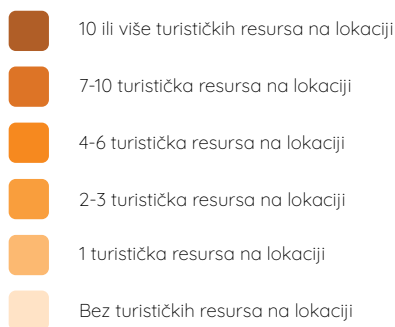 10 ili više turističkih resursa na lokaciji
7-10 turistička resursa na lokaciji
4-6 turistička resursa na lokaciji
2-3 turistička resursa na lokaciji
1 turistička resursa na lokaciji
Bez turističkih resursa na lokaciji